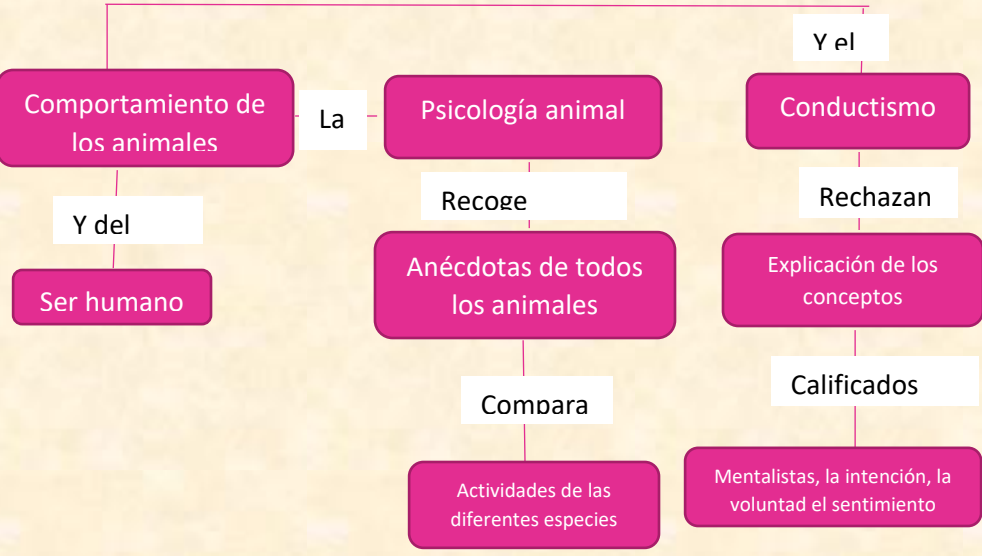 Y el
Comportamiento de
los animales
La
Psicología animal
Conductismo
Y del
Recoge
Rechazan
Ser humano
Anécdotas de todos
los animales
Explicación de los
conceptos
Compara
Calificados
Actividades de las
diferentes especies
Mentalistas, la intención, la
voluntad el sentimiento